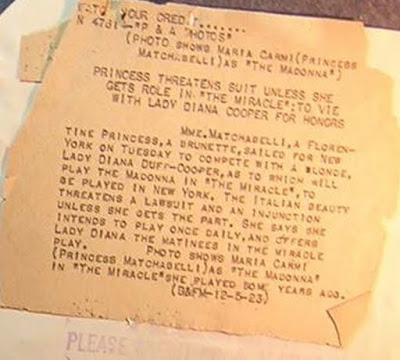 YOUR CREDIT.......
N 4761-"P & A PHOTOS"
(PHOTO SHOWS MARIA CARMI(PRINCESS
MATCHABELLI)AS "THE MADONNA")
PRINCESS THREATENS SUIT UNLESS SHE
GETS ROLE IN "THE MIRACLE":TO VIE
WITH LADY DIANA COOPER FOR HONORS
MME.MATCHABELLI,A FLOREN-
TINE PRINCESS,A BRUNETTE,SAILED FOR NEW
YORK ON TUESDAY TO COMPETE WITH A BLONDE,
LADY DIANA DUFF-COOPER,AS TO WHICH WILL
PLAY THE MADONNA IN "THE MIRACLE",TO
BE PLAYED IN NEW YORK. THE ITALIAN BEAUTY
THREATENS A LAWSUIT AND AN INJUNCTION
UNLESS SHE GETS THE PART. SHE SAYS SHE
INTENDS TO PLAY ONCE DAILY,AND OFFERS
LADY DIANA THE MATINEES IN THE MIRACLE
PLAY. PHOTO SHOWS MARIA CARMI
(PRINCESS MATCHABELLI)AS "THE MADONNA"
IN "THE MIRACLE"SHE PLAYED SOME YEARS AGO.
(B&FM-12-5-23)
PLEASE